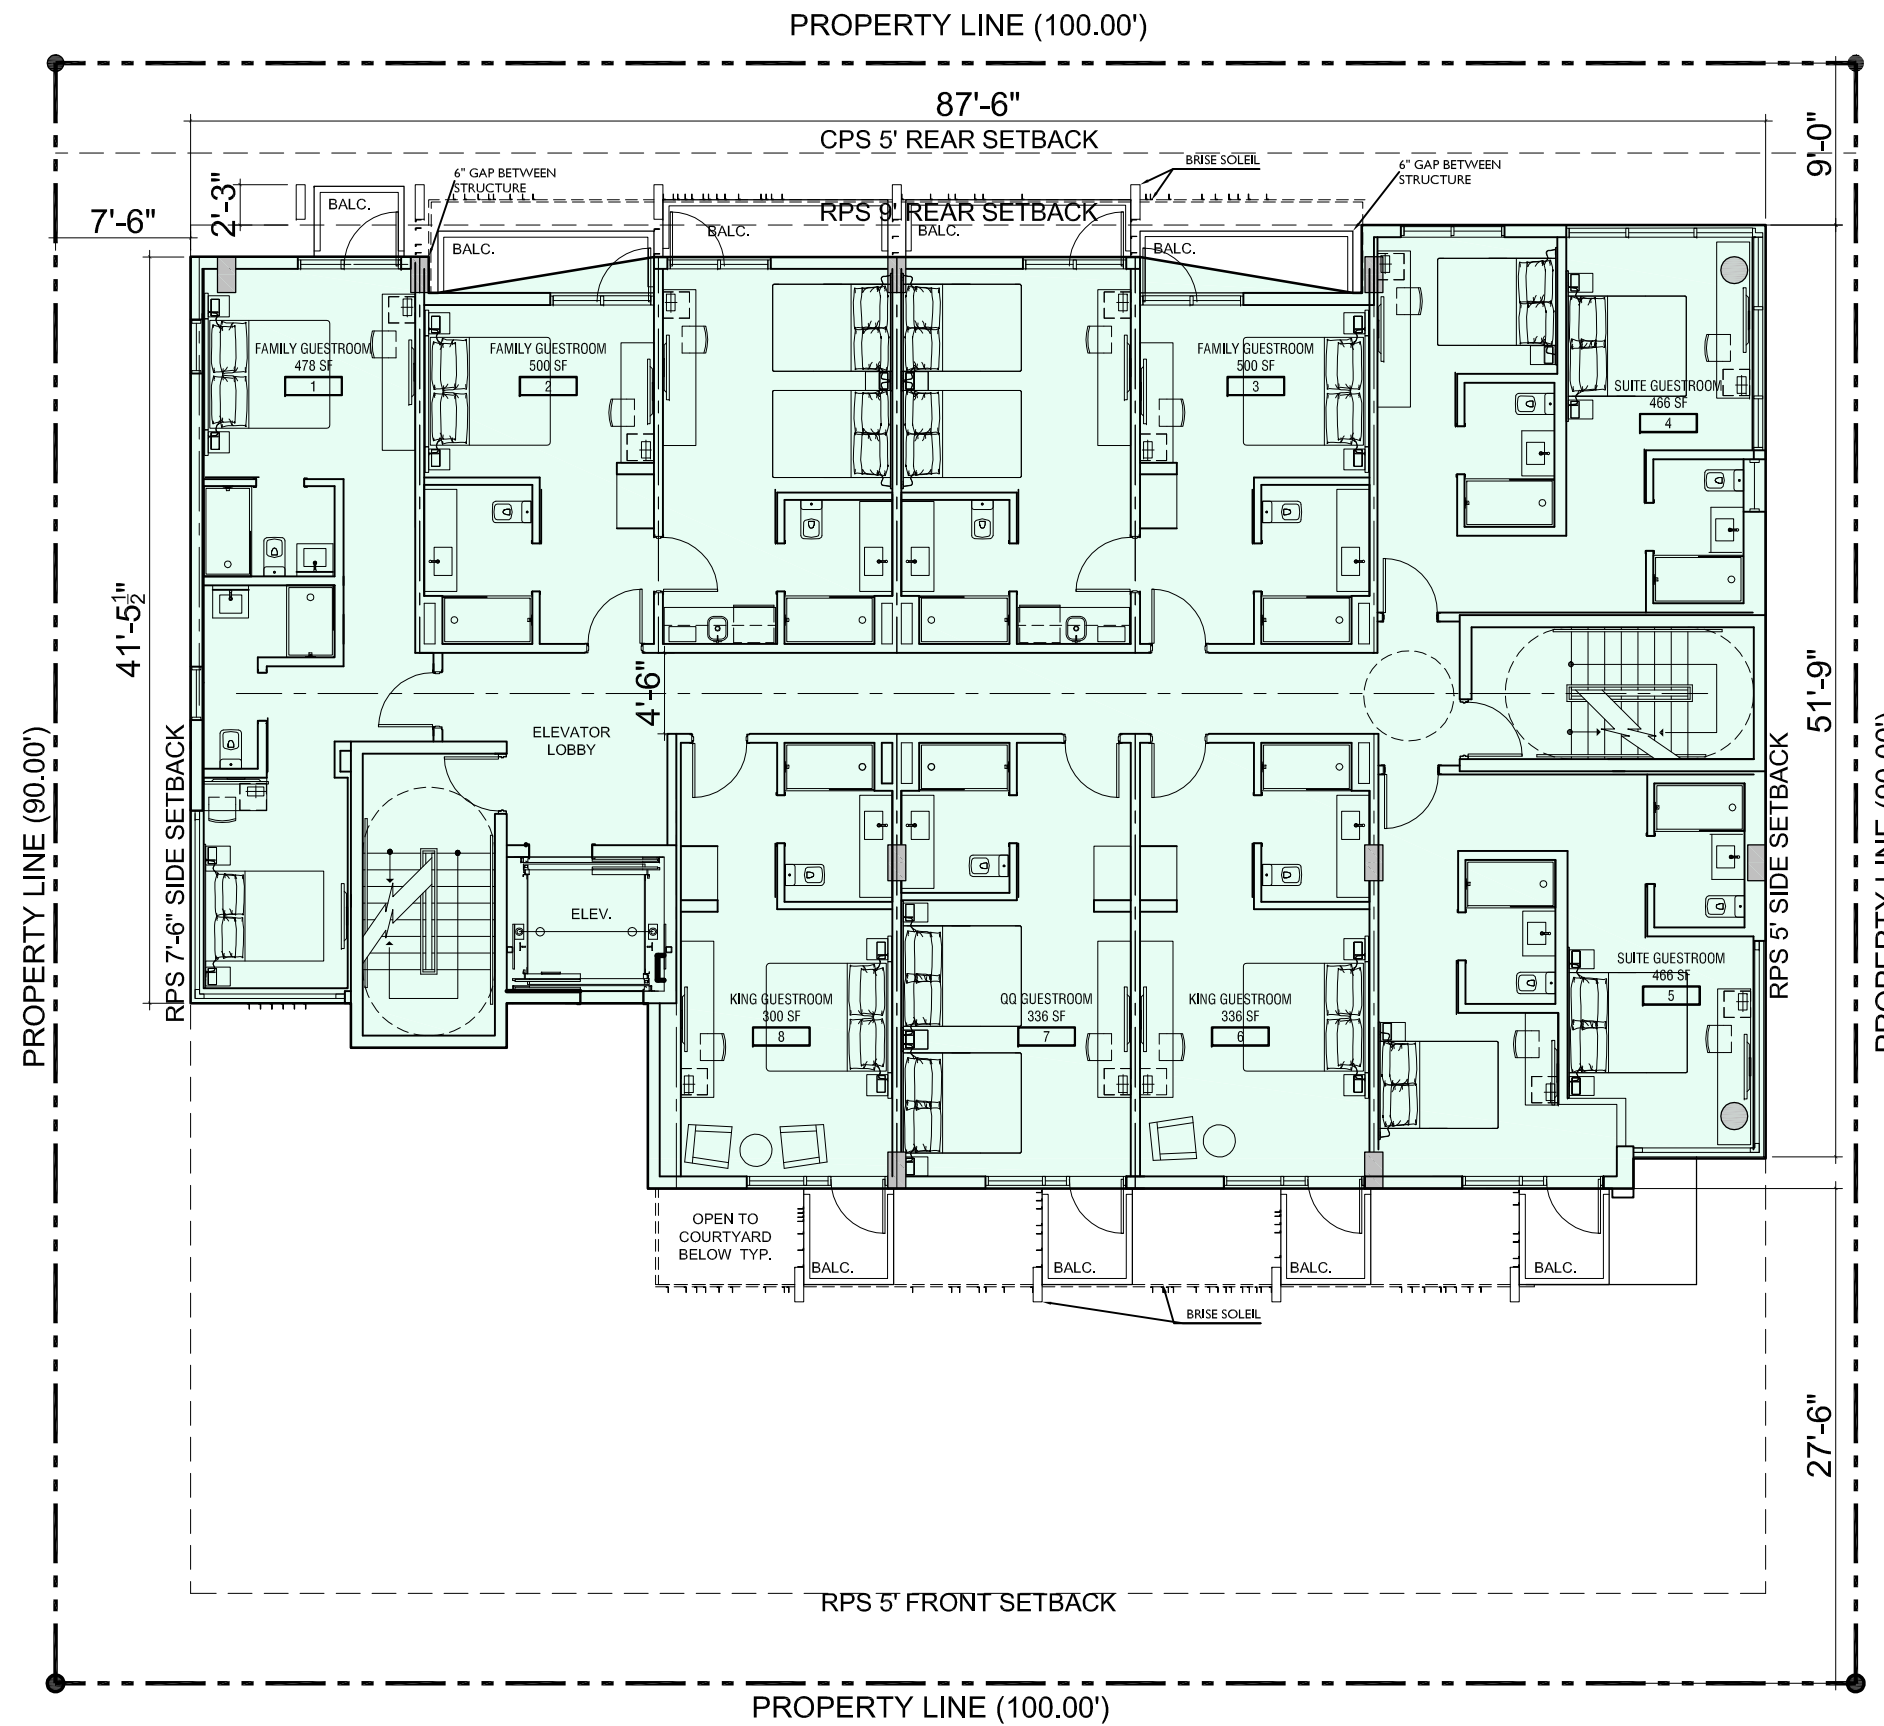 PROPERTY LINE (100.00')
87'-6"
CPS 5' REAR SETBACK
9'-0"
BRISE SOLEIL
6" GAP BETWEEN
STRUCTURE
6" GAP BETWEEN
STRUCTURE
2'-3"
7'-6"
BALC.
RPS 9' REAR SETBACK
BALC.
BALC.
BALC.
BALC.
FAMILY GUESTROOM
478 SF
1
FAMILY GUESTROOM
500 SF
2
FAMILY GUESTROOM
500 SF
3
SUITE GUESTROOM
466 SF
4
41'-5½"
4'-6"
51'-9"
ELEVATOR
LOBBY
PROPERTY LINE (90.00')
RPS 7'-6" SIDE SETBACK
RPS 5' SIDE SETBACK
PROPERTY LINE (90.00')
ELEV.
KING GUESTROOM
300 SF
8
QQ GUESTROOM
336 SF
7
KING GUESTROOM
336 SF
6
SUITE GUESTROOM
466 SF
5
OPEN TO
COURTYARD
BELOW TYP.
BALC.
BALC.
BALC.
BALC.
BRISE SOLEIL
27'-6"
RPS 5' FRONT SETBACK
PROPERTY LINE (100.00')